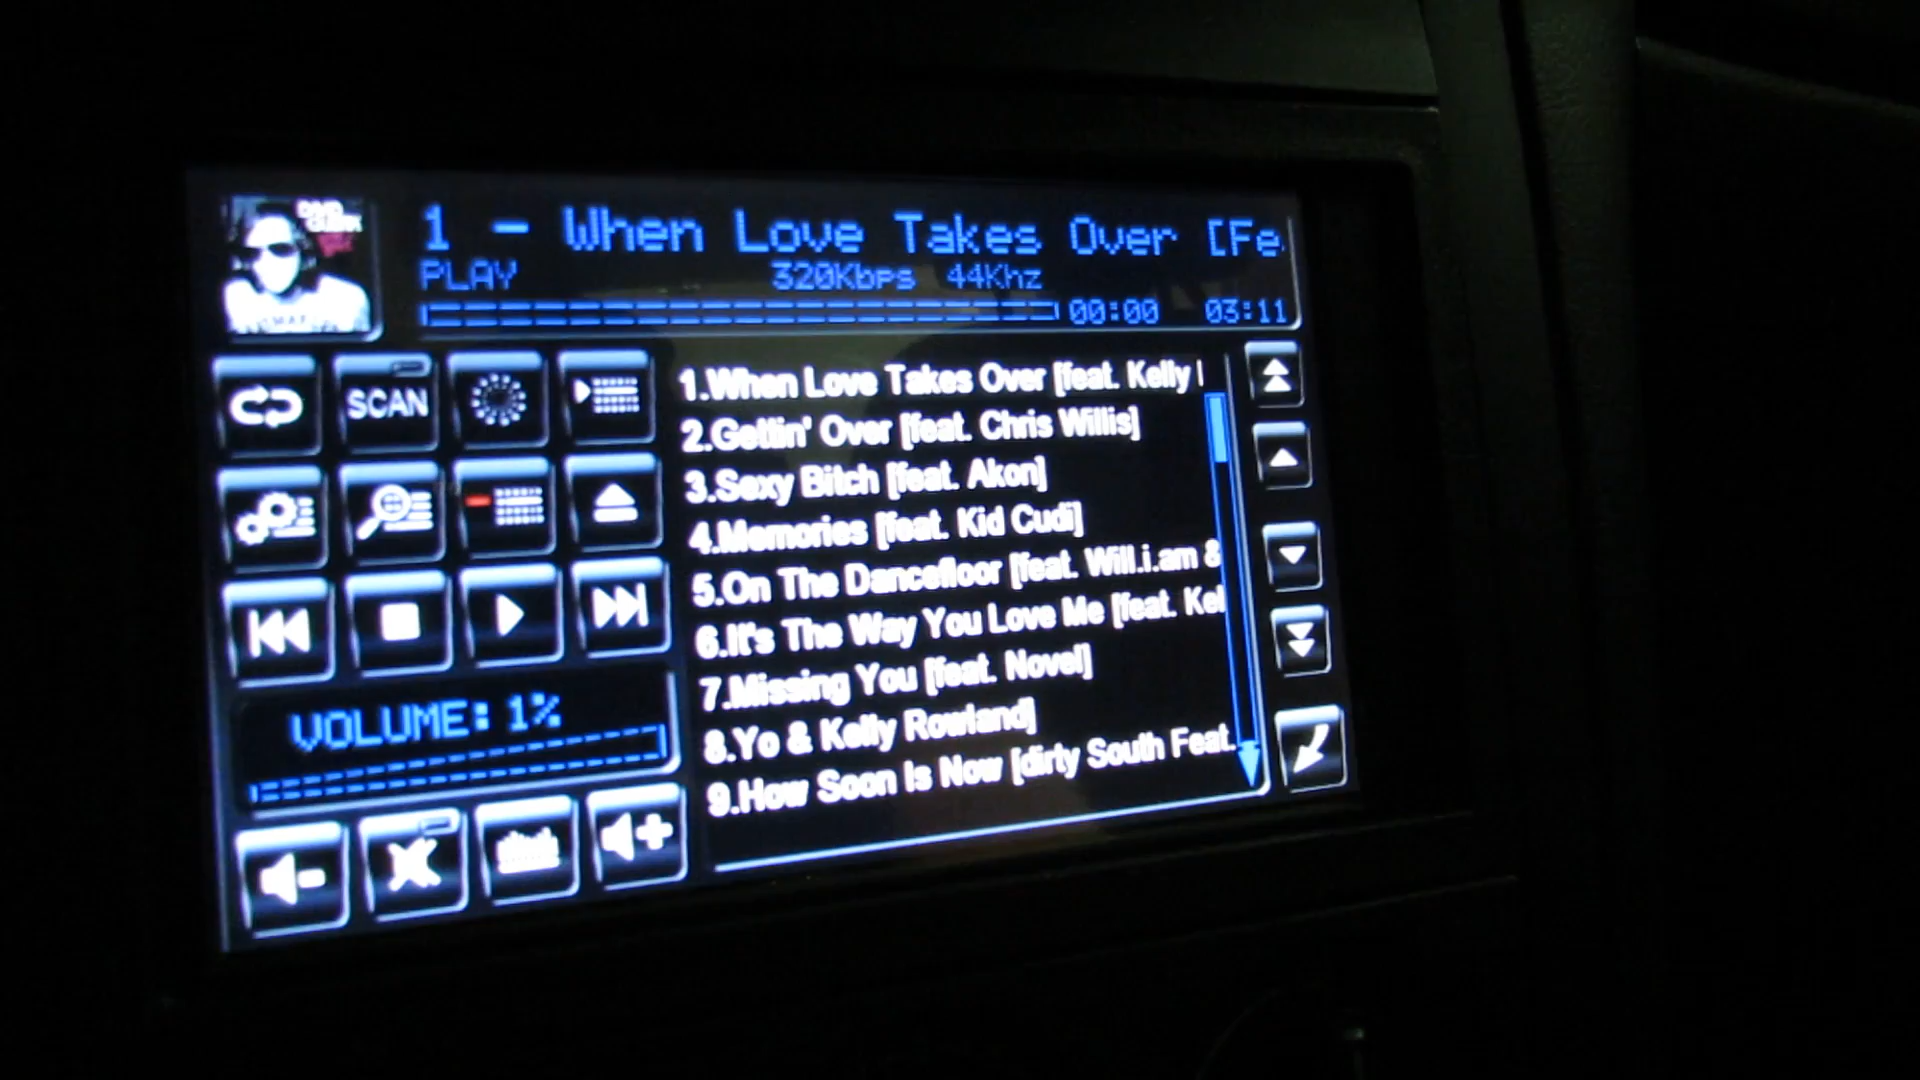 DAVID GUETTA
1 - When Love Takes Over [Fe
PLAY 320Kbps 44Khz
00:00 03:11
SCAN
1.When Love Takes Over [feat. Kelly
2.Gettin' Over [feat. Chris Willis]
3.Sexy Bitch [feat. Akon]
4.Memories [feat. Kid Cudi]
5.On The Dancefloor [feat. Will.i.am &
6.It's The Way You Love Me [feat. Kel
7.Missing You [feat. Novel]
8.Yo & Kelly Rowland]
9.How Soon Is Now [dirty South Feat.
VOLUME: 1%